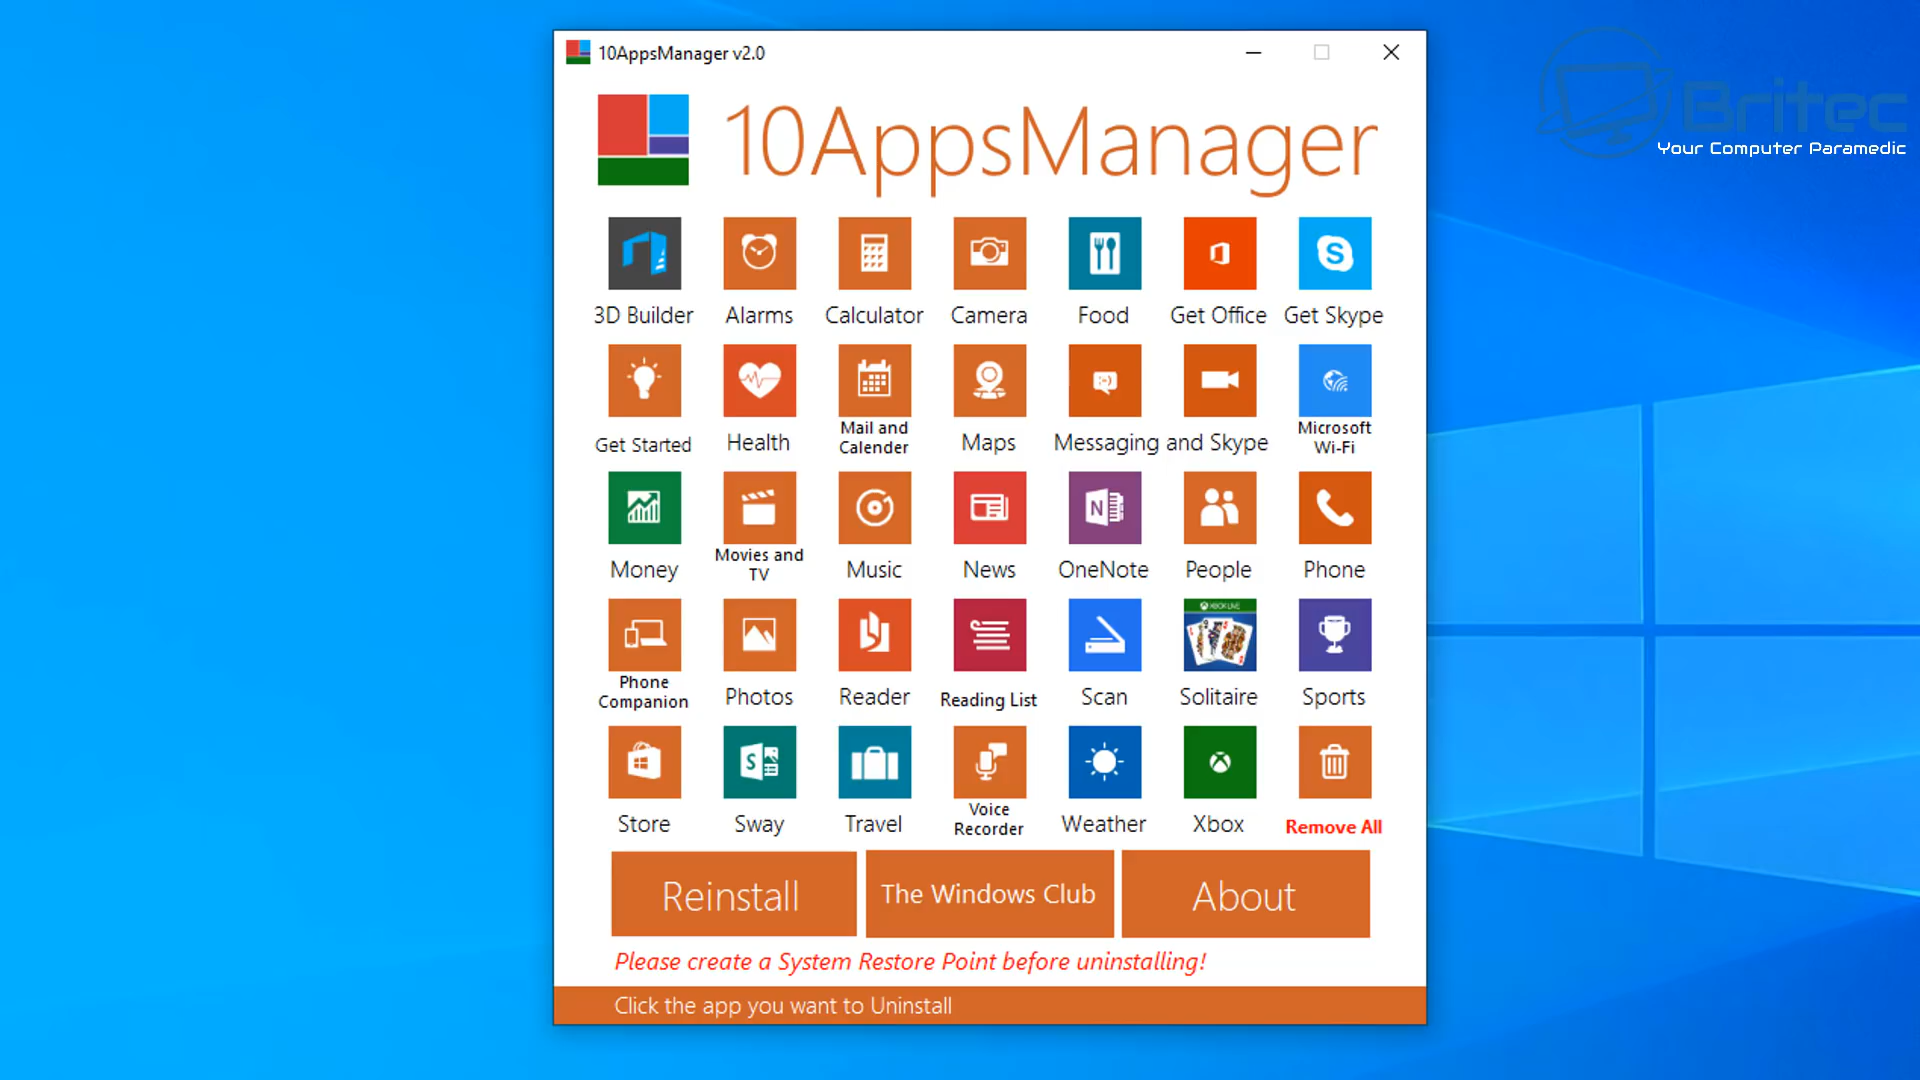 10AppsManager v2.0
Britec
Your Computer Paramedic
10AppsManager
3D Builder
Alarms
Calculator
Camera
Food
Get Office
Get Skype
Get Started
Health
Mail and
Calender
Maps
Messaging and Skype
Microsoft
Wi-Fi
Money
Movies and
TV
Music
News
OneNote
People
Phone
XBOX LIVE
Phone
Companion
Photos
Reader
Reading List
Scan
Solitaire
Sports
Store
Sway
Travel
Voice
Recorder
Weather
Xbox
Remove All
Reinstall
The Windows Club
About
Please create a System Restore Point before uninstalling!
Click the app you want to Uninstall